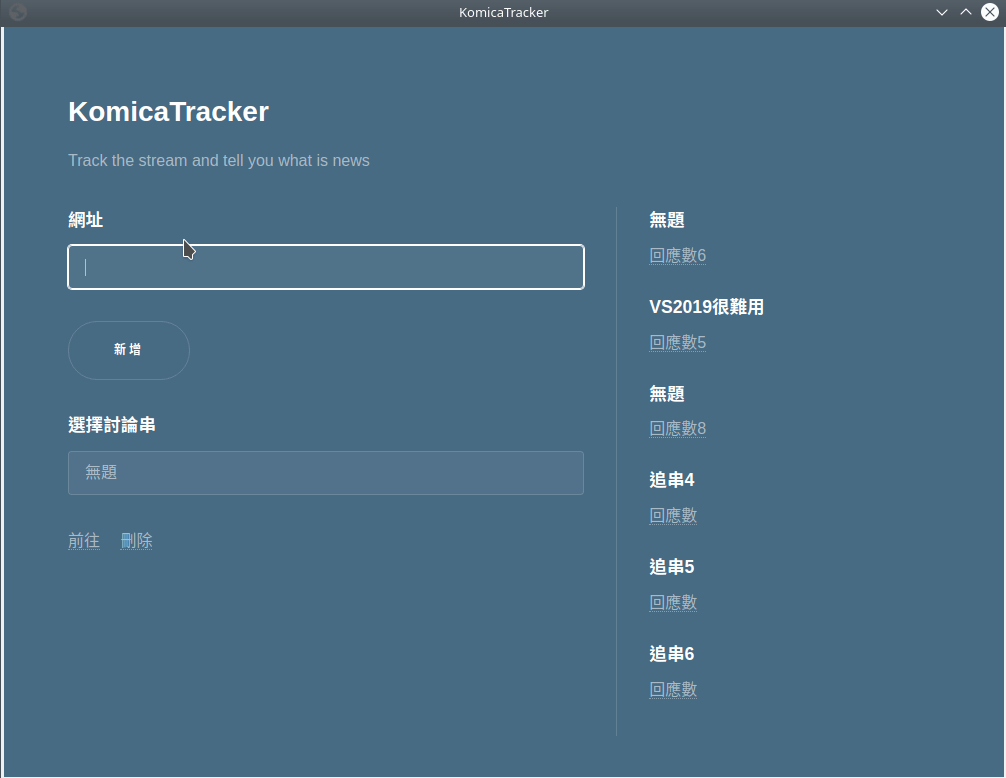 KomicaTracker
KomicaTracker
Track the stream and tell you what is news
網址
新增
選擇討論串
無題
前往 刪除
無題
回應數6
VS2019很難用
回應數5
無題
回應數8
追串4
回應數
追串5
回應數
追串6
回應數